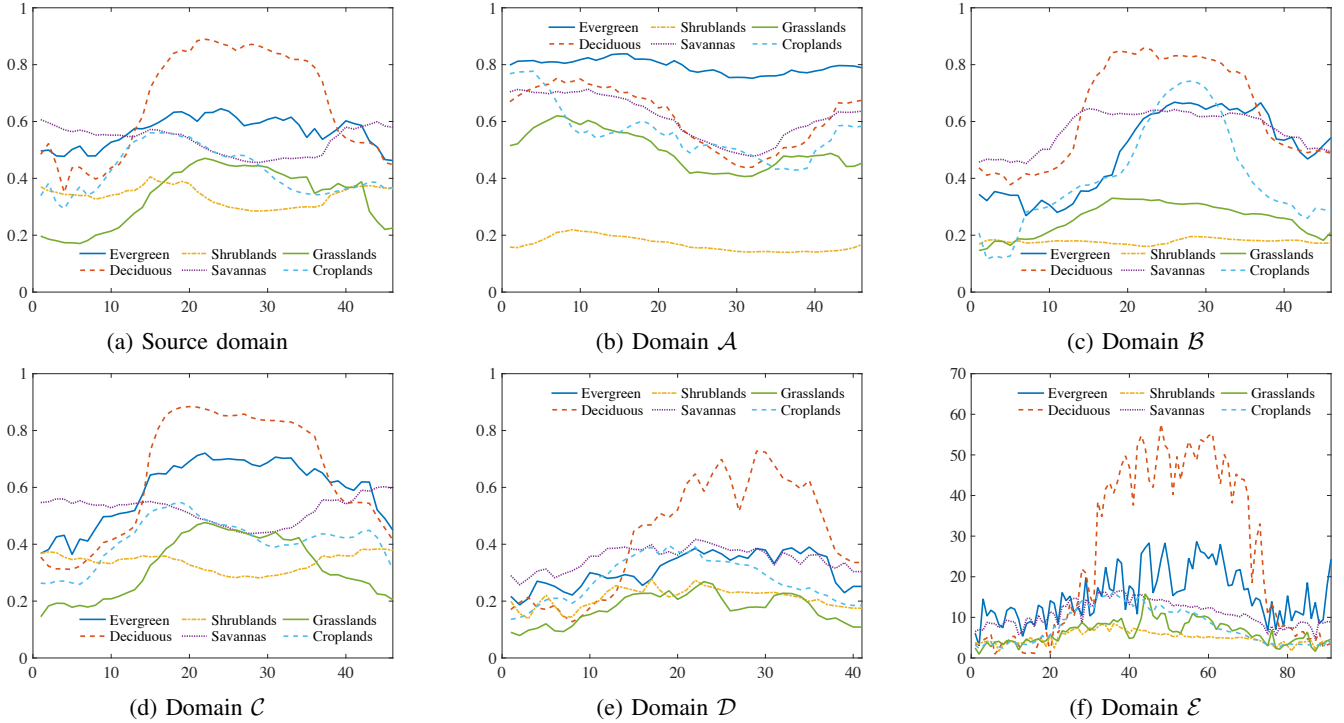 1
0.8
0.6
0.4
0.2
0
0 10 20 30 40
Evergreen Shrublands Grasslands
Deciduous Savannas Croplands
(a) Source domain
1
0.8
0.6
0.4
0.2
0
0 10 20 30 40
Evergreen Shrublands Grasslands
Deciduous Savannas Croplands
(b) Domain 𝒜
1
0.8
0.6
0.4
0.2
0
0 10 20 30 40
Evergreen Shrublands Grasslands
Deciduous Savannas Croplands
(c) Domain ℬ
1
0.8
0.6
0.4
0.2
0
0 10 20 30 40
Evergreen Shrublands Grasslands
Deciduous Savannas Croplands
(d) Domain 𝒞
1
0.8
0.6
0.4
0.2
0
0 10 20 30 40
Evergreen Shrublands Grasslands
Deciduous Savannas Croplands
(e) Domain 𝒟
70
60
50
40
30
20
10
0
0 20 40 60 80
Evergreen Shrublands Grasslands
Deciduous Savannas Croplands
(f) Domain ℰ